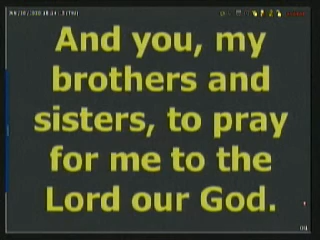 And you, my
brothers and
sisters, to pray
for me to the
Lord our God.